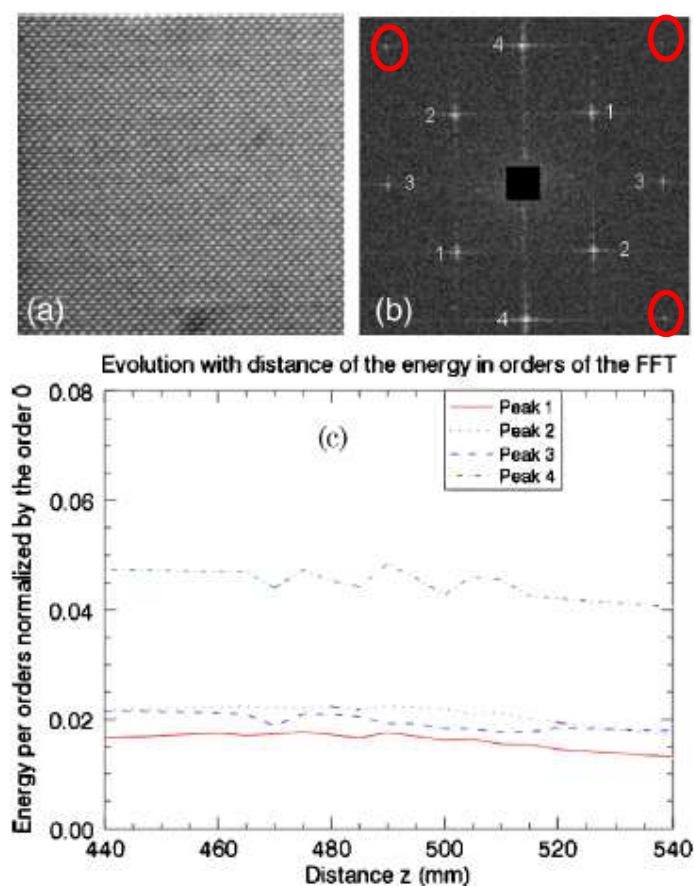 (a)
(b)
4
2 1
3 3
1 2
4
Evolution with distance of the energy in orders of the FFT
(c)
Peak 1
Peak 2
Peak 3
Peak 4
Energy per orders normalized by the order 0
0.08
0.06
0.04
0.02
0.00
440 460 480 500 520 540
Distance z (mm)